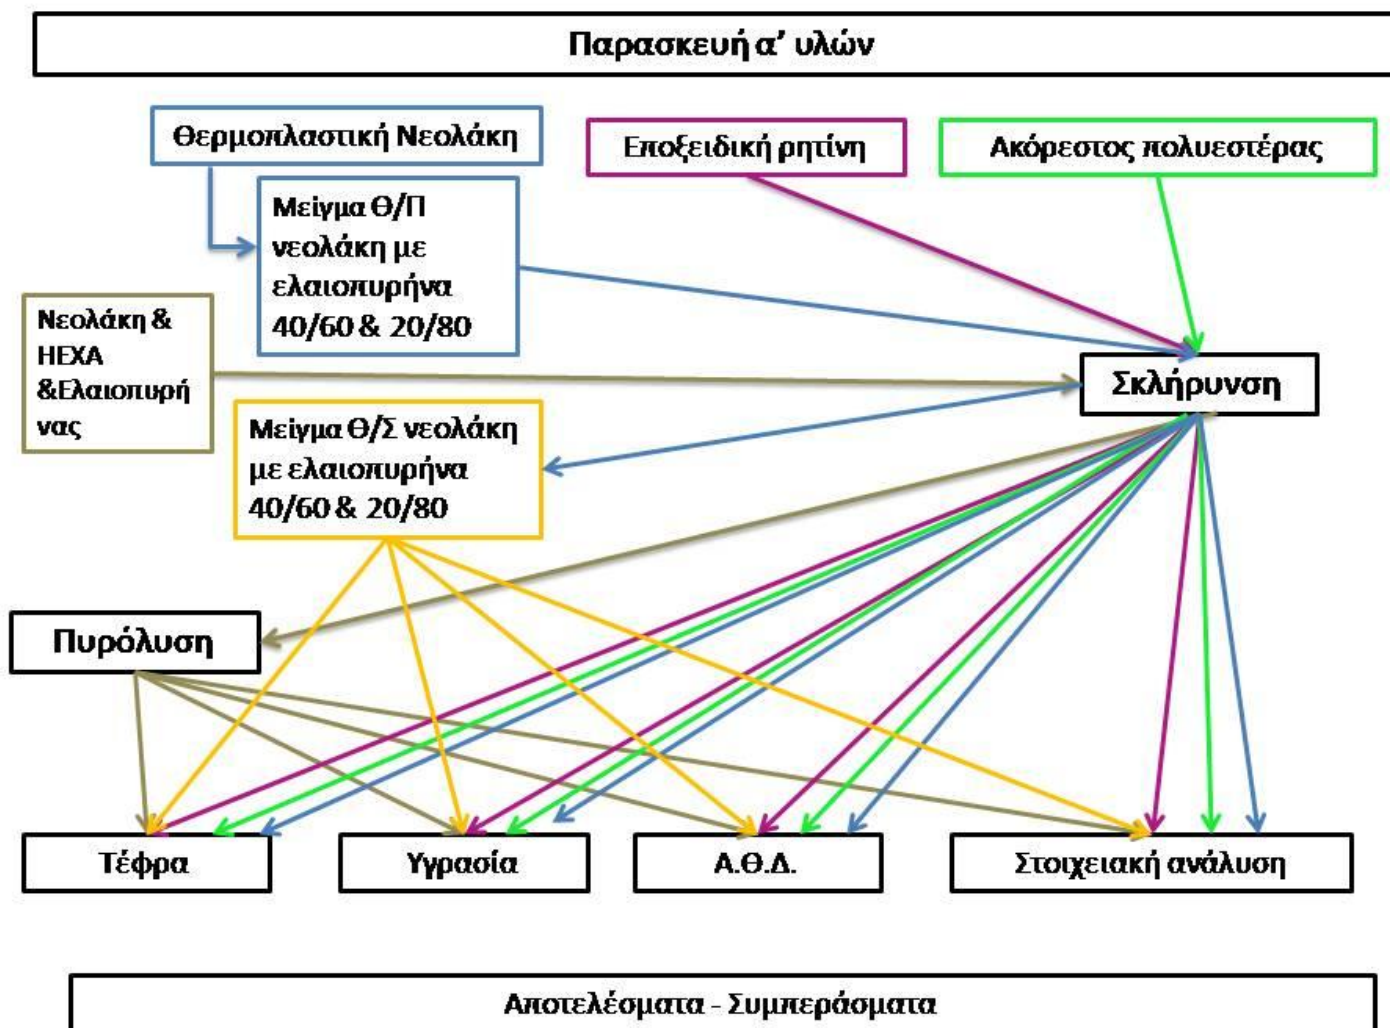 Παρασκευή α’ υλών
Θερμοπλαστική Νεολάκη
Εποξειδική ρητίνη
Ακόρεστος πολυεστέρας
Μείγμα Θ/Π
νεολάκη με
ελαιοπυρήνα
40/60 & 20/80
Νεολάκη &
HEXA
&Ελαιοπυρή
νας
Σκλήρυνση
Μείγμα Θ/Σ νεολάκη
με ελαιοπυρήνα
40/60 & 20/80
Πυρόλυση
Τέφρα
Υγρασία
Α.Θ.Δ.
Στοιχειακή ανάλυση
Αποτελέσματα - Συμπεράσματα